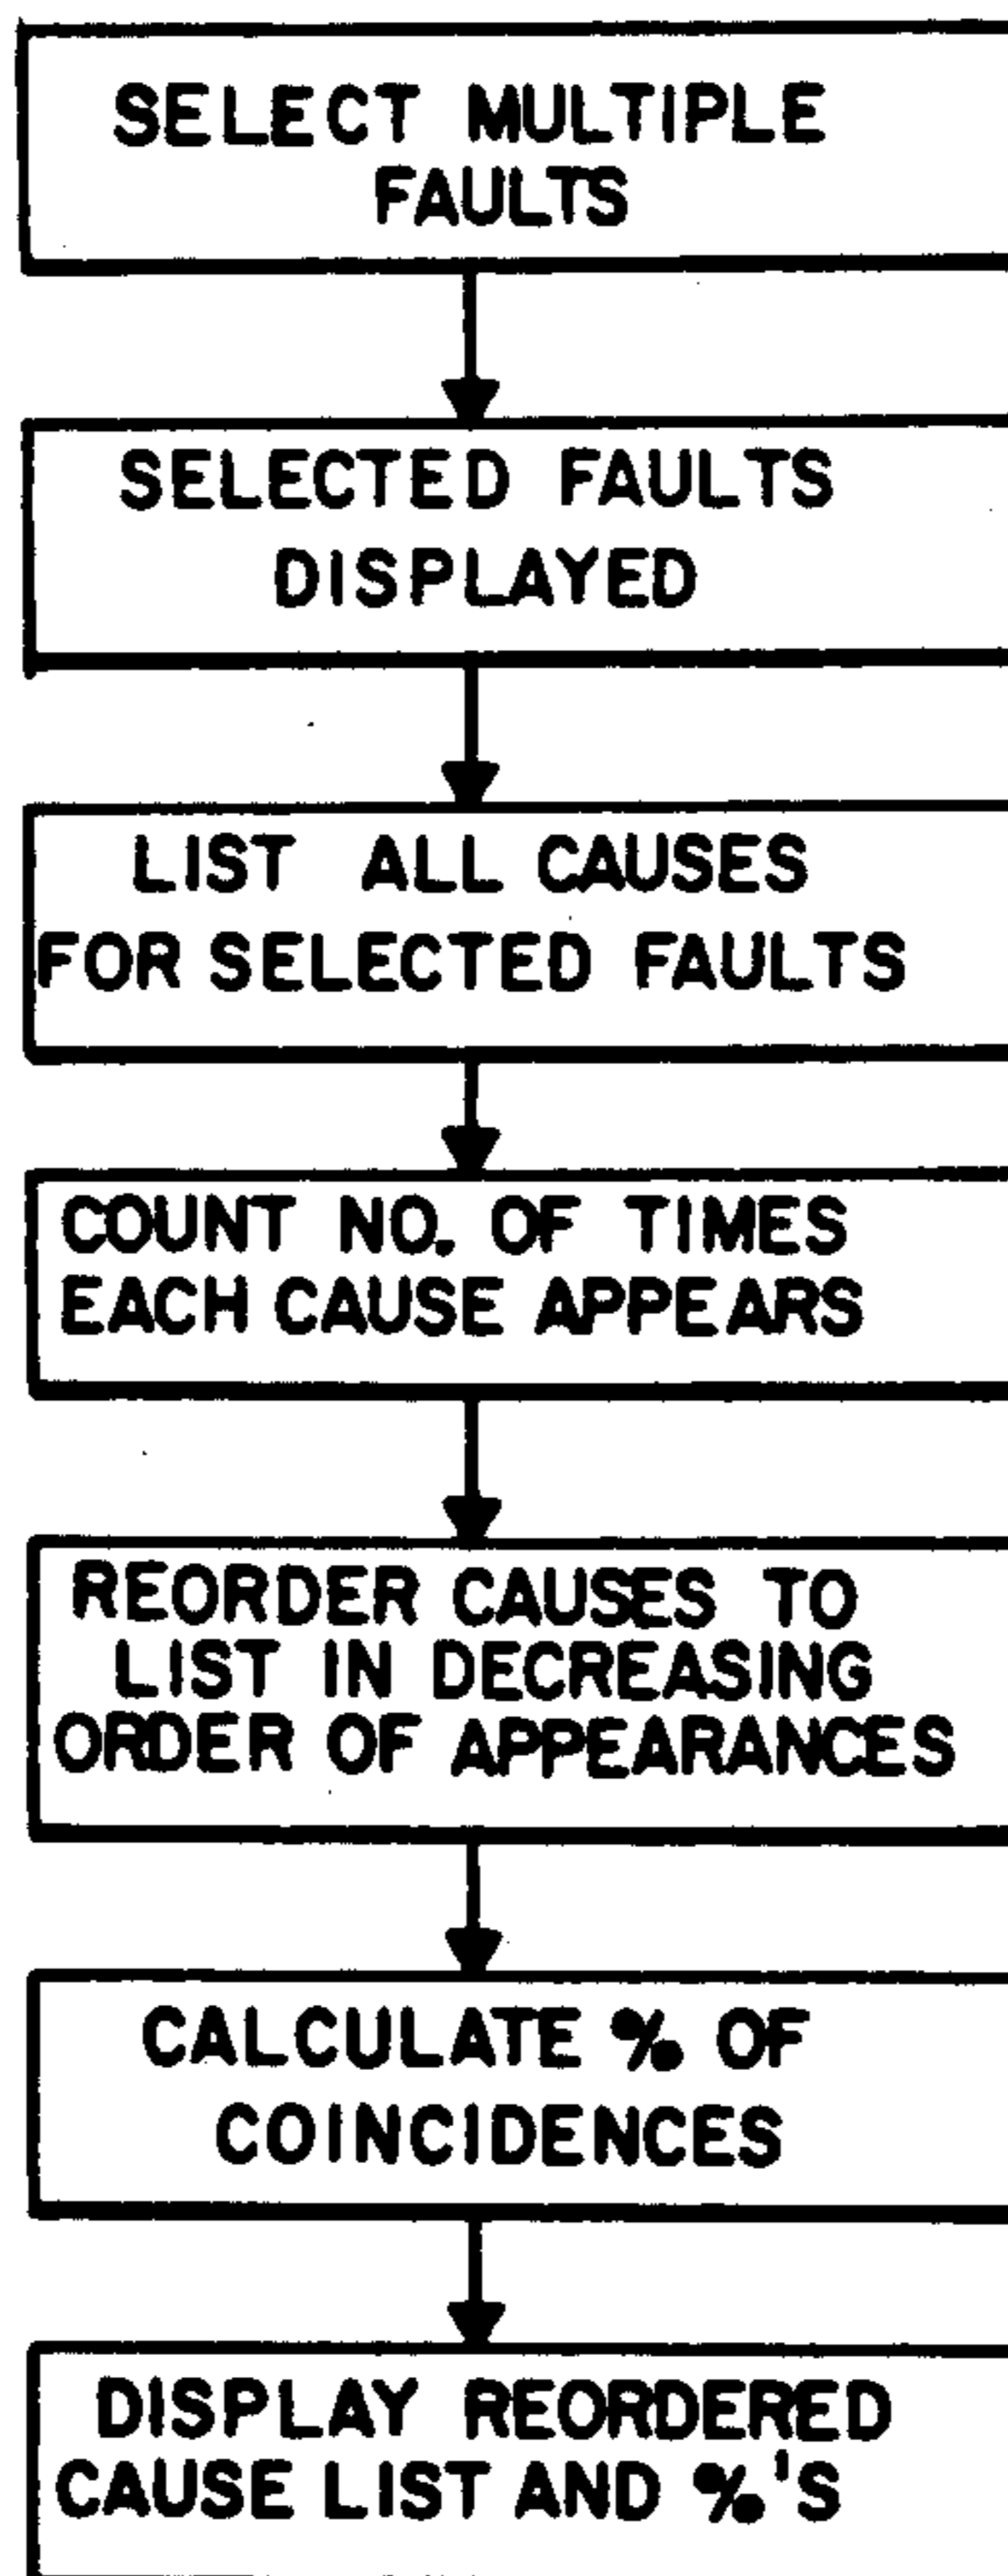 SELECT MULTIPLE
FAULTS
SELECTED FAULTS
DISPLAYED
LIST ALL CAUSES
FOR SELECTED FAULTS
COUNT NO. OF TIMES
EACH CAUSE APPEARS
REORDER CAUSES TO
LIST IN DECREASING
ORDER OF APPEARANCES
CALCULATE % OF
COINCIDENCES
DISPLAY REORDERED
CAUSE LIST AND %'S